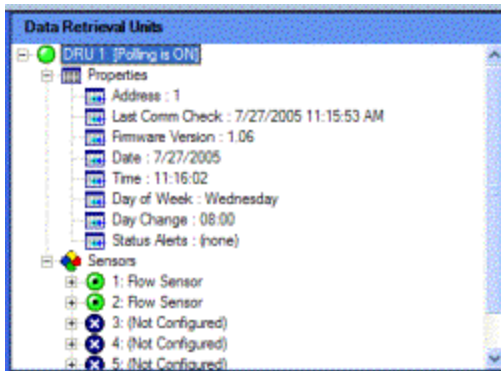 Data Retrieval Units
DRU 1 [Polling is ON]
Properties
Address : 1
Last Comm Check : 7/27/2005 11:15:53 AM
Firmware Version : 1.06
Date : 7/27/2005
Time : 11:16:02
Day of Week : Wednesday
Day Change : 08:00
Status Alerts : (none)
Sensors
1: Flow Sensor
2: Flow Sensor
3: (Not Configured)
4: (Not Configured)
5: (Not Configured)